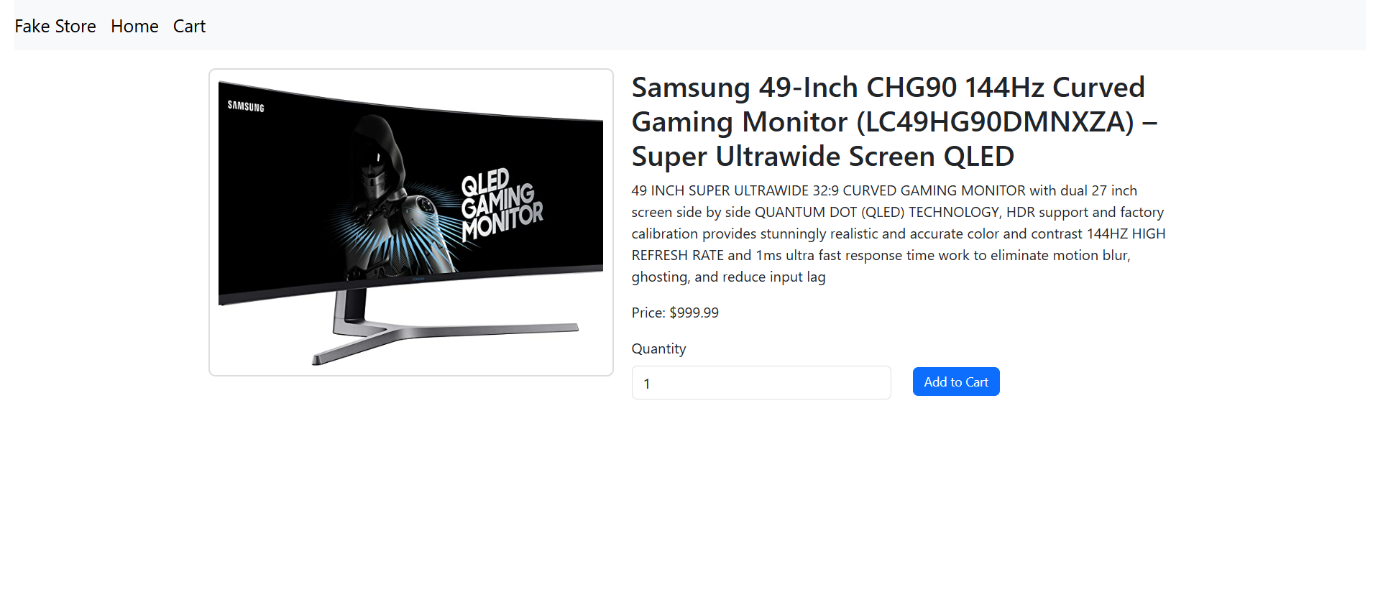 Fake Store Home Cart
SAMSUNG
QLED
GAMING
MONITOR
Samsung 49-Inch CHG90 144Hz Curved
Gaming Monitor (LC49HG90DMNXZA) –
Super Ultrawide Screen QLED
49 INCH SUPER ULTRAWIDE 32:9 CURVED GAMING MONITOR with dual 27 inch
screen side by side QUANTUM DOT (QLED) TECHNOLOGY, HDR support and factory
calibration provides stunningly realistic and accurate color and contrast 144HZ HIGH
REFRESH RATE and 1ms ultra fast response time work to eliminate motion blur,
ghosting, and reduce input lag
Price: $999.99
Quantity
1
Add to Cart